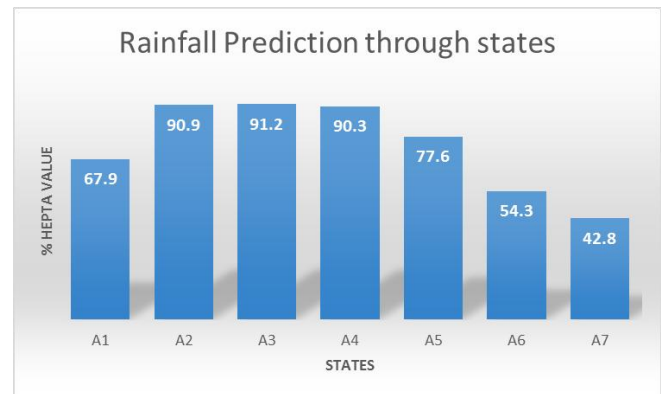 Rainfall Prediction through states
% HEPTA VALUE
67.9
90.9
91.2
90.3
77.6
54.3
42.8
A1 A2 A3 A4 A5 A6 A7
STATES